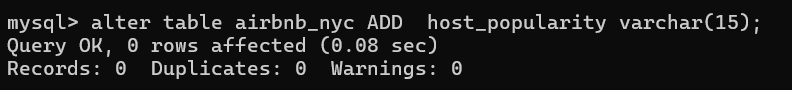 mysql> alter table airbnb_nyc ADD  host_popularity varchar(15);
Query OK, 0 rows affected (0.08 sec)
Records: 0  Duplicates: 0  Warnings: 0